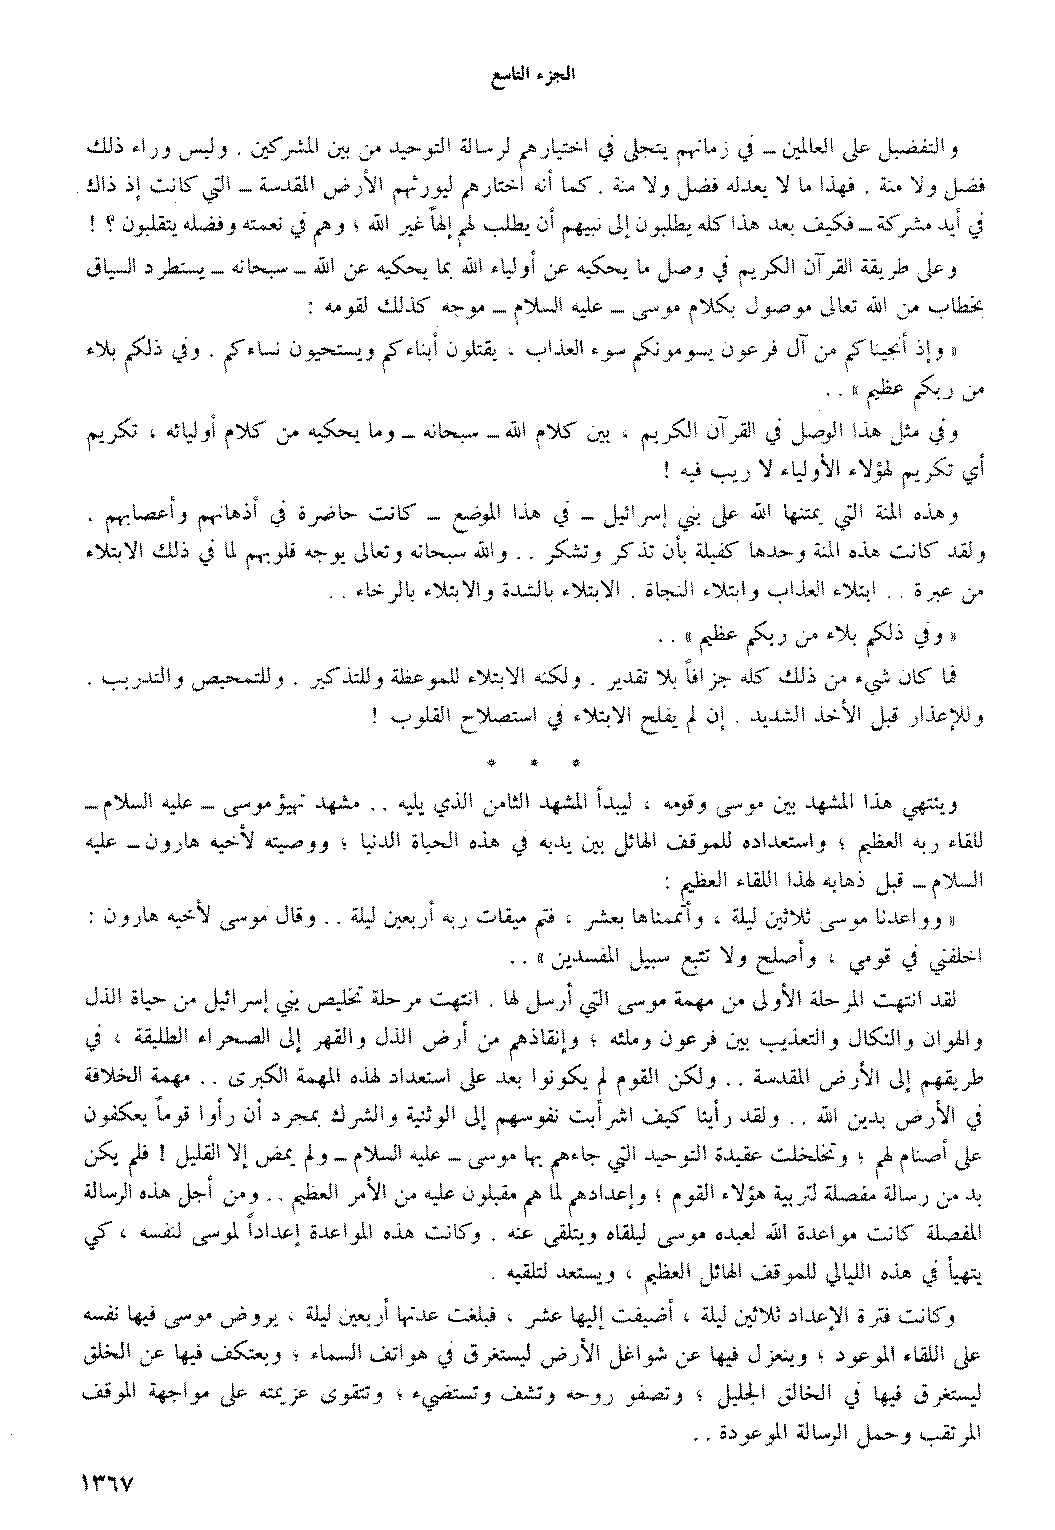 الجزء التاسع
والتفضيل على العالمين ــ في زمانهم يتجلى في اختيارهم لرسالة التوحيد من بين المشركين . وليس وراء ذلك
فضل ولا منة . فهذا ما لا يعدله فضل ولا منة . كما أنه اختارهم ليورثهم الأرض المقدسة ــ التي كانت إذ ذاك
في أيد مشركة ــ فكيف بعد هذا كله يطلبون إلى نبيهم أن يطلب لهم إلهاً غير الله ؛ وهم في نعمته وفضله يتقلبون ؟ !
وعلى طريقة القرآن الكريم في وصل ما يحكيه عن أولياء الله بما يحكيه عن الله ــ سبحانه ــ يستطرد السياق
بخطاب من الله تعالى موصول بكلام موسى ــ عليه السلام ــ موجه كذلك لقومه :
« وإذ أنجيناكم من آل فرعون يسومونكم سوء العذاب ، يقتلون أبناءكم ويستحيون نساءكم . وفي ذلكم بلاء
من ربكم عظيم » . .
وفي مثل هذا الوصل في القرآن الكريم ، بين كلام الله ــ سبحانه ــ وما يحكيه من كلام أوليائه ، تكريم
أي تكريم لهؤلاء الأولياء لا ريب فيه !
وهذه المنة التي يمتنها الله على بني إسرائيل ــ في هذا الموضع ــ كانت حاضرة في أذهانهم وأعصابهم .
ولقد كانت هذه المنة وحدها كفيلة بأن تذكر وتشكر . . والله سبحانه وتعالى يوجه قلوبهم لما في ذلك الابتلاء
من عبرة . . ابتلاء العذاب وابتلاء النجاة . الابتلاء بالشدة والابتلاء بالرخاء . .
« وفي ذلكم بلاء من ربكم عظيم » . .
فما كان شيء من ذلك كله جزافاً بلا تقدير . ولكنه الابتلاء للموعظة وللتذكير . وللتمحيص والتدريب .
وللإعذار قبل الأخذ الشديد . إن لم يفلح الابتلاء في استصلاح القلوب !
* * *
وينتهي هذا المشهد بين موسى وقومه ، ليبدأ المشهد الثامن الذي يليه . . مشهد تهيؤ موسى ــ عليه السلام ــ
للقاء ربه العظيم ؛ واستعداده للموقف الهائل بين يديه في هذه الحياة الدنيا ؛ ووصيته لأخيه هارون ــ عليه
السلام ــ قبل ذهابه لهذا اللقاء العظيم :
« وواعدنا موسى ثلاثين ليلة ، وأتممناها بعشر ، فتم ميقات ربه أربعين ليلة . . وقال موسى لأخيه هارون :
اخلفني في قومي ، وأصلح ولا تتبع سبيل المفسدين » . .
لقد انتهت المرحلة الأولى من مهمة موسى التي أرسل لها . انتهت مرحلة تخليص بني إسرائيل من حياة الذل
والهوان والنكال والتعذيب بين فرعون وملئه ؛ وإنقاذهم من أرض الذل والقهر إلى الصحراء الطليقة ، في
طريقهم إلى الأرض المقدسة . . ولكن القوم لم يكونوا بعد على استعداد لهذه المهمة الكبرى . . مهمة الخلافة
في الأرض بدين الله . . ولقد رأينا كيف اشرأبت نفوسهم إلى الوثنية والشرك بمجرد أن رأوا قوماً يعكفون
على أصنام لهم ؛ وتخلخلت عقيدة التوحيد التي جاءهم بها موسى ــ عليه السلام ــ ولم يمض إلا القليل ! فلم يكن
بد من رسالة مفصلة لتربية هؤلاء القوم ؛ وإعدادهم لما هم مقبلون عليه من الأمر العظيم . . ومن أجل هذه الرسالة
المفصلة كانت مواعدة الله لعبده موسى ليلقاه ويتلقى عنه . وكانت هذه المواعدة إعداداً لموسى لنفسه ، كي
يتهيأ في هذه الليالي للموقف الهائل العظيم ، ويستعد لتلقيه .
وكانت فترة الإعداد ثلاثين ليلة ، أضيفت إليها عشر ، فبلغت عدتها أربعين ليلة ، يروض موسى فيها نفسه
على اللقاء الموعود ؛ وينعزل فيها عن شواغل الأرض ليستغرق في هواتف السماء ؛ ويعتكف فيها عن الخلق
ليستغرق فيها في الخالق الجليل ؛ وتصفو روحه وتشف وتستضيء ؛ وتتقوى عزيمته على مواجهة الموقف
المرتقب وحمل الرسالة الموعودة . .
١٣٦٧